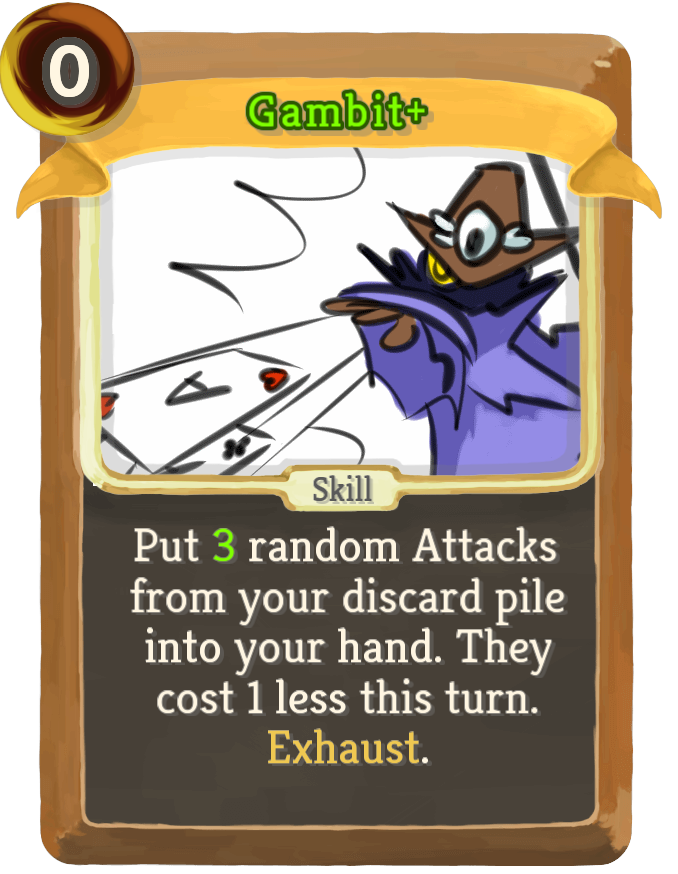 0
Gambit+
A
Skill
Put 3 random Attacks
from your discard pile
into your hand. They
cost 1 less this turn.
Exhaust.